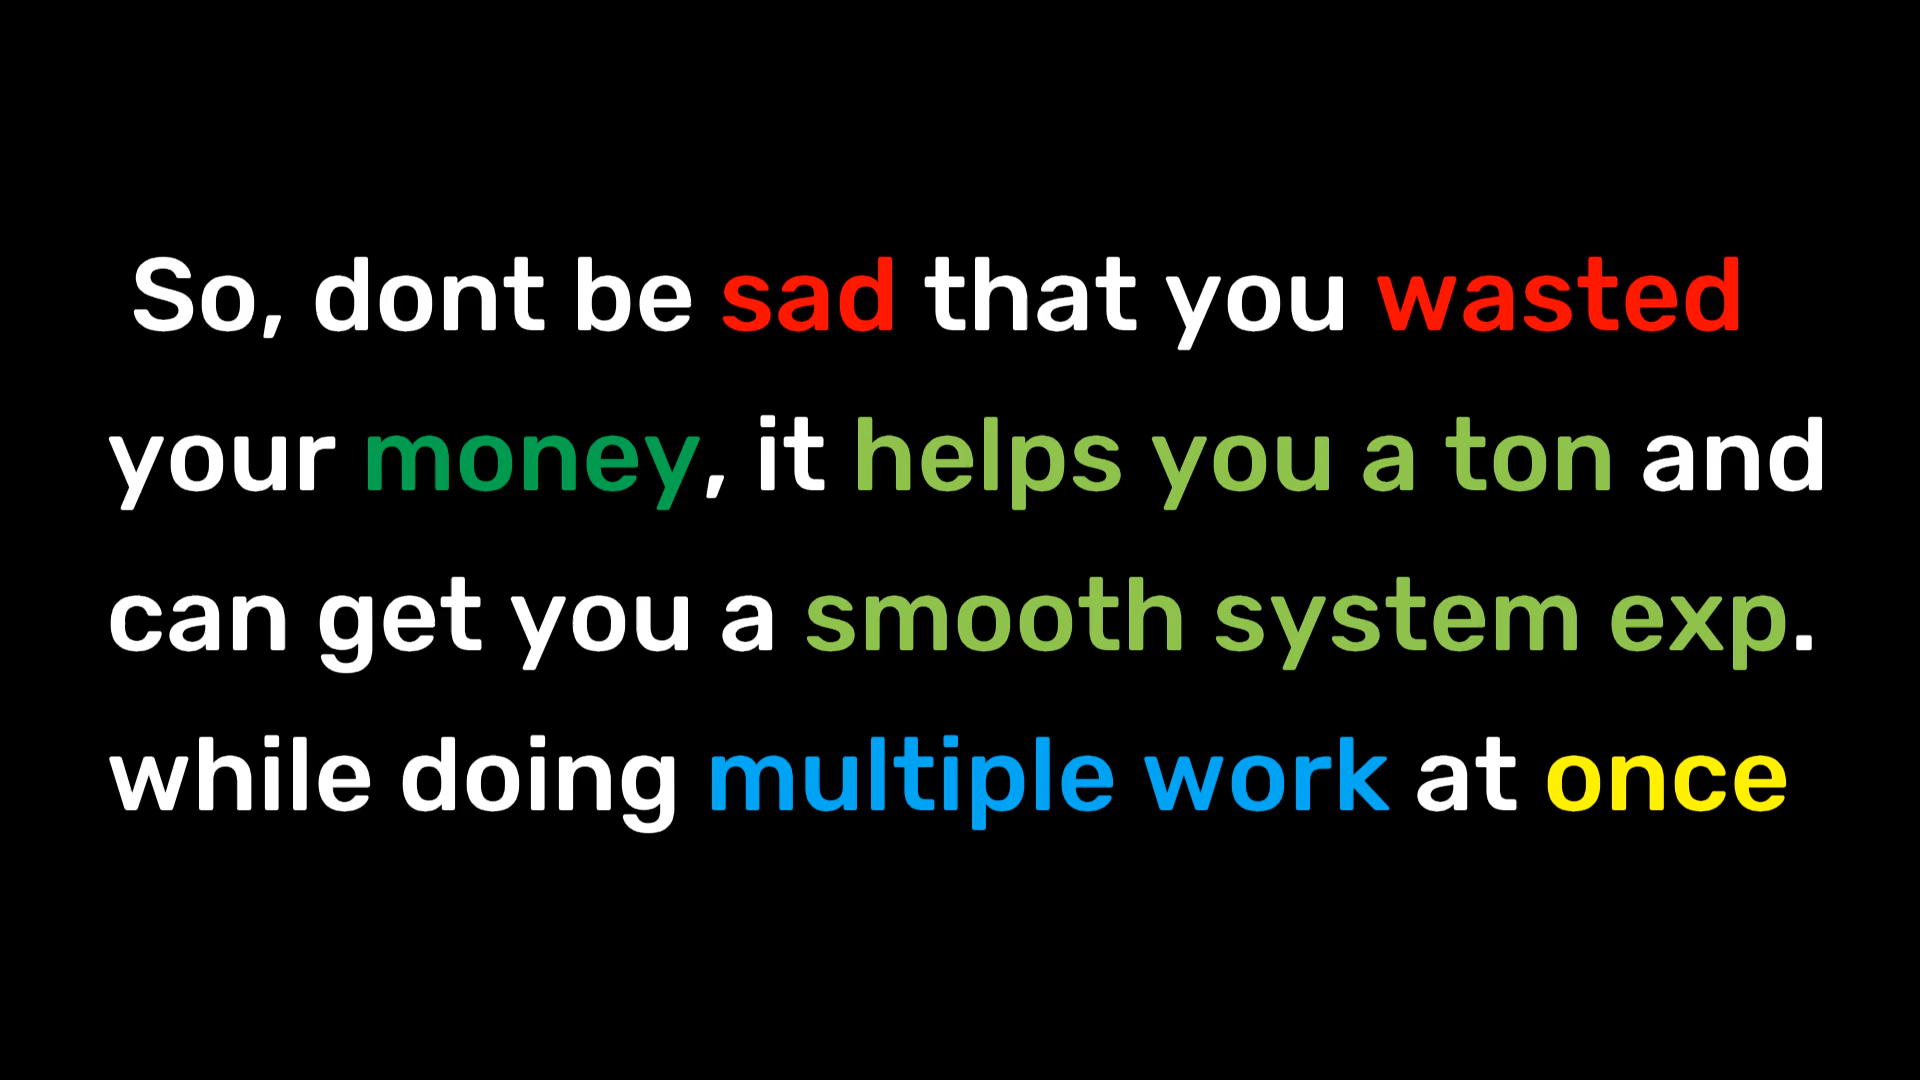 So, dont be sad that you wasted
your money, it helps you a ton and
can get you a smooth system exp.
while doing multiple work at once